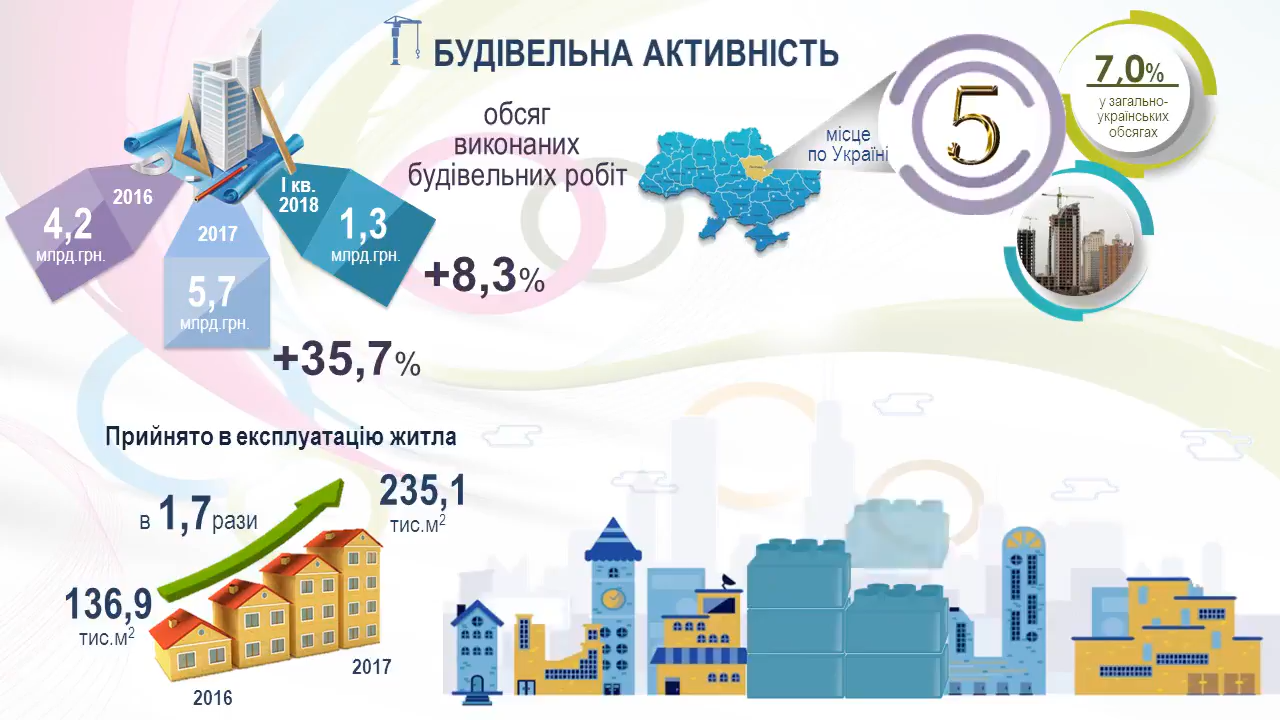 БУДІВЕЛЬНА АКТИВНІСТЬ
обсяг
виконаних
будівельних робіт
2016
4,2
млрд.грн.
2017
5,7
млрд.грн.
+35,7%
І кв.
2018
1,3
млрд.грн.
+8,3%
місце
по Україні
5
7,0%
у загально-
українських
обсягах
Прийнято в експлуатацію житла
в 1,7 рази
136,9
тис.м2
2016
235,1
тис.м2
2017